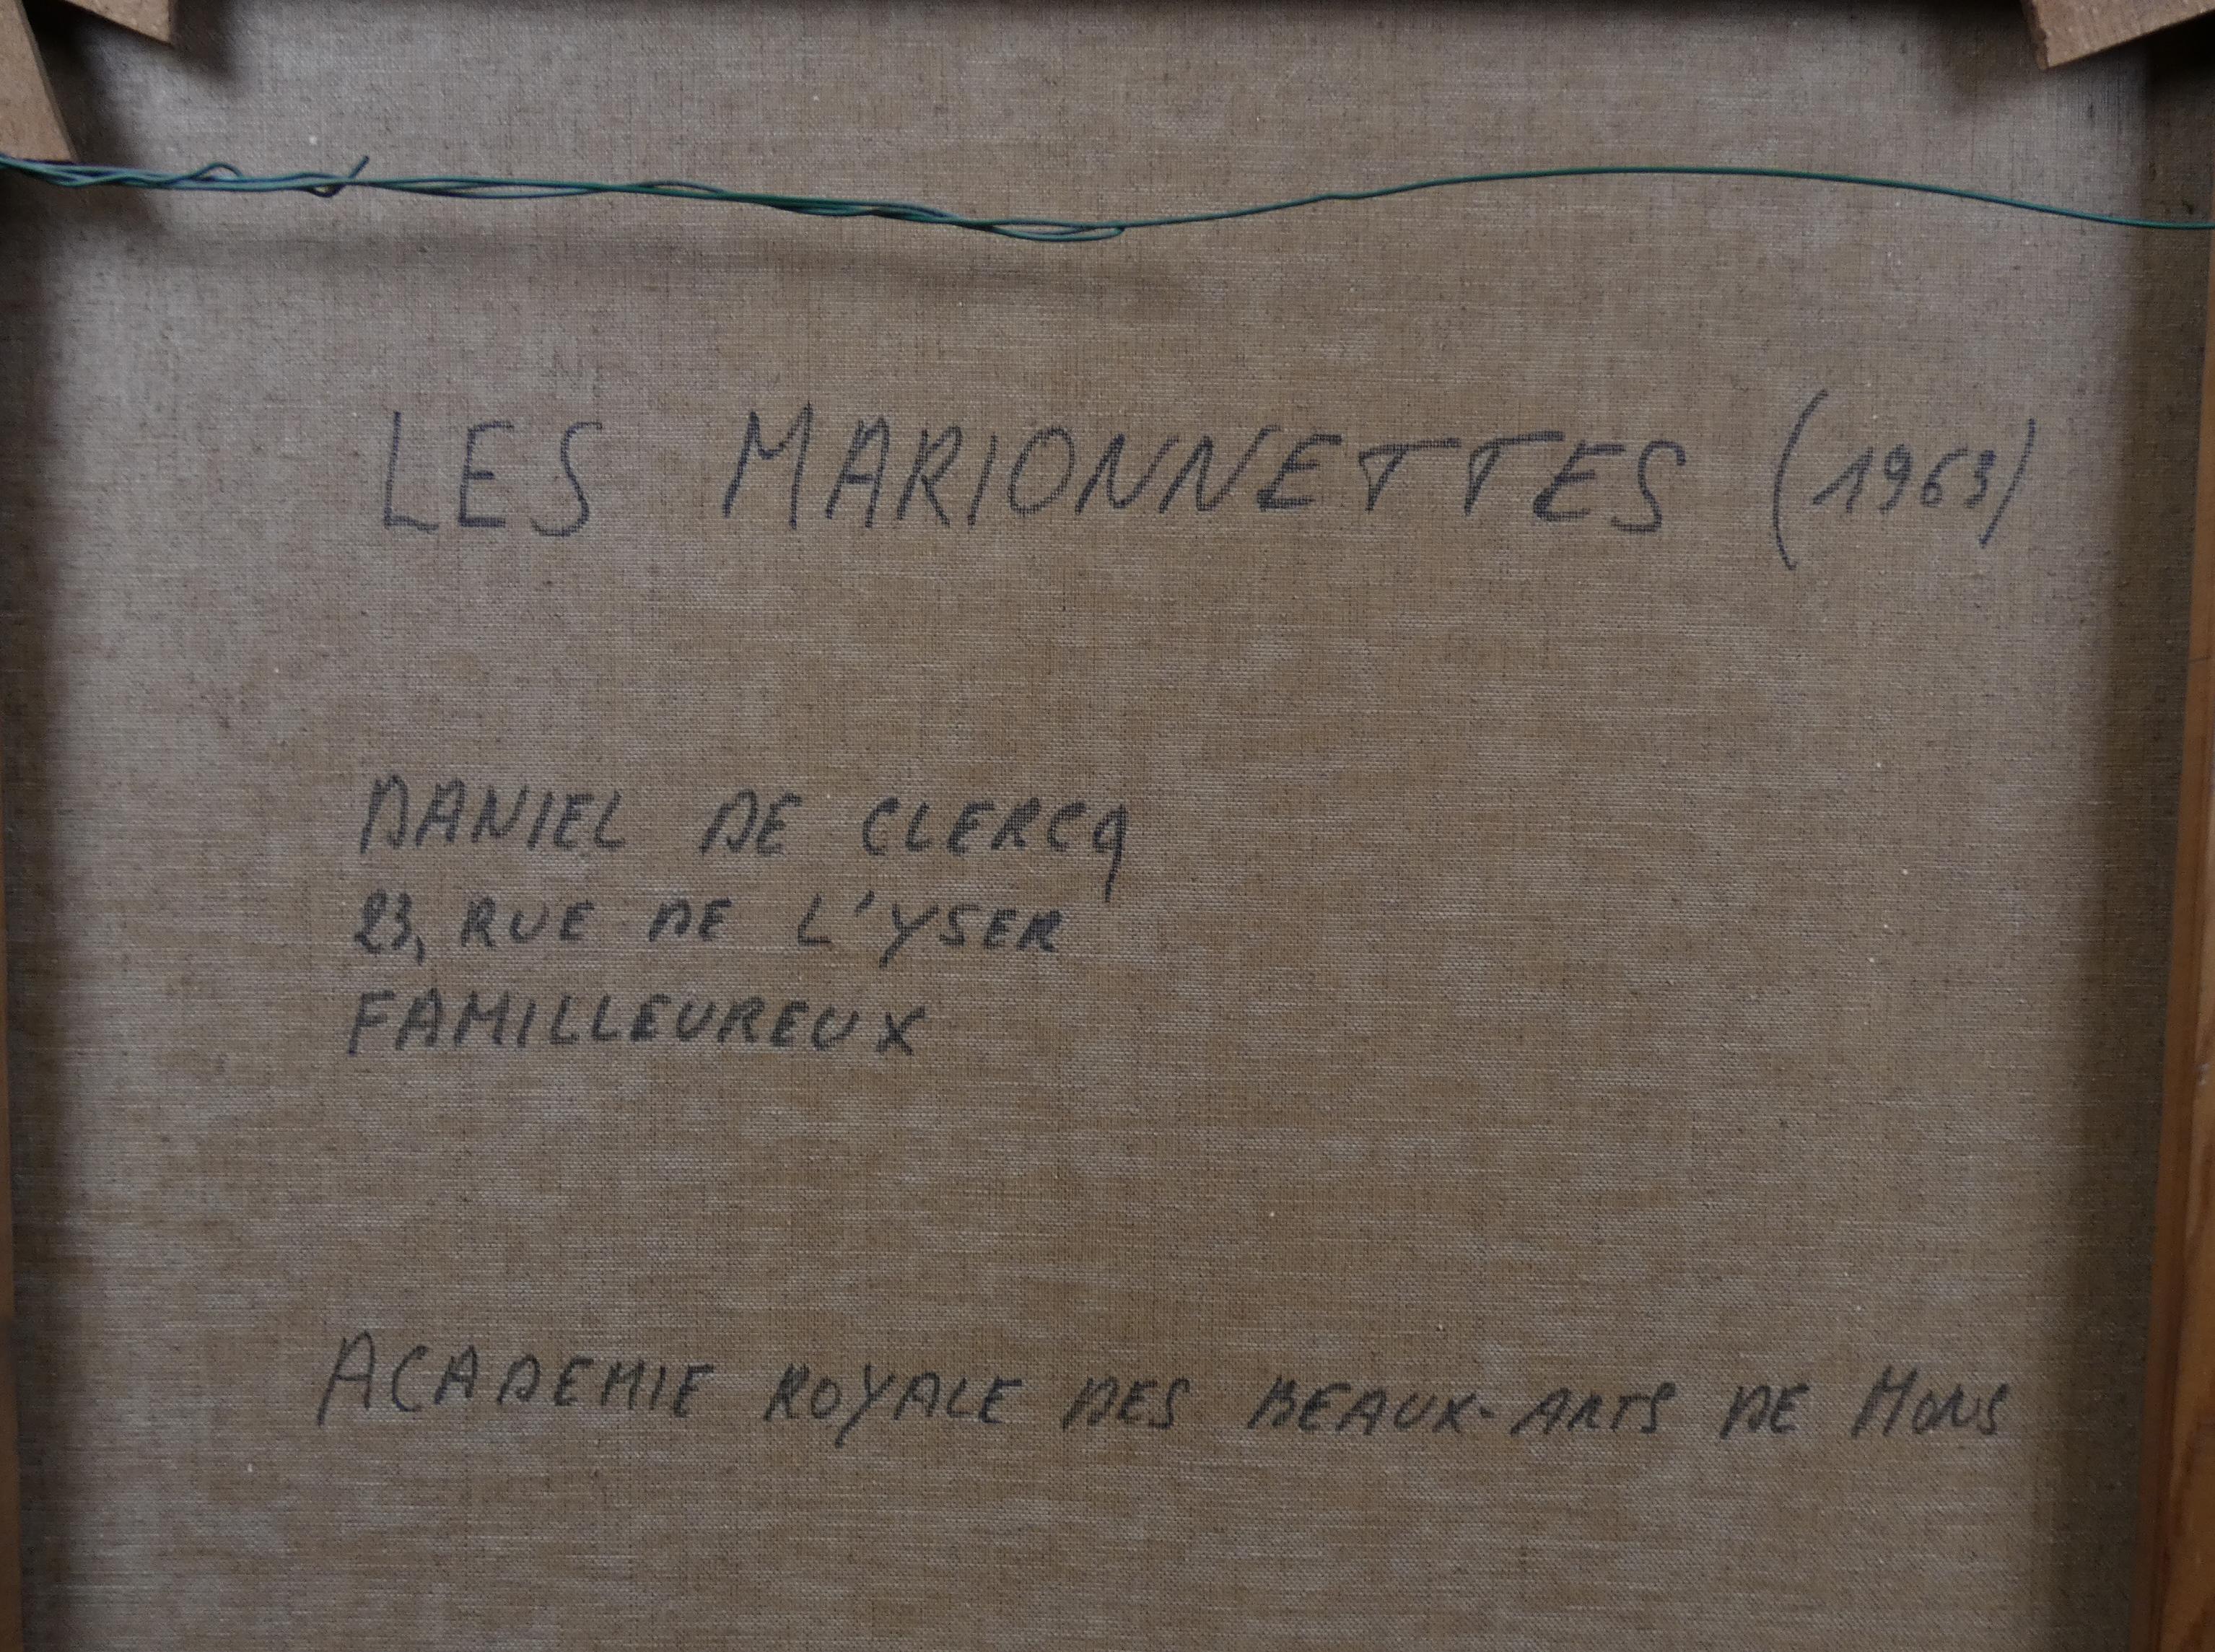 LES MARIONNETTES (1963)
DANIEL DE CLERCQ
23, RUE DE L'YSER
FAMILLEUREUX
ACADEMIE ROYALE DES BEAUX-ARTS DE MONS